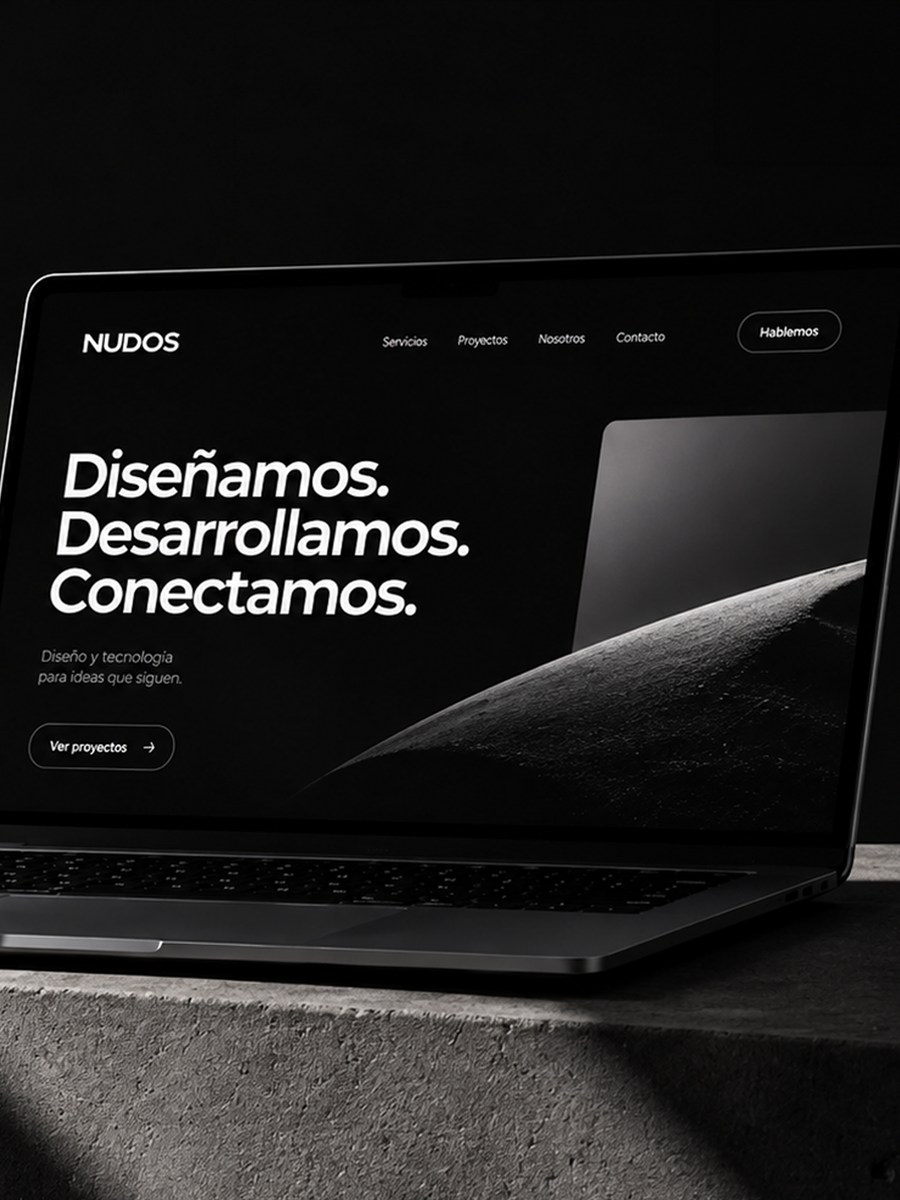 NUDOS
Servicios Proyectos Nosotros Contacto Hablemos
Diseñamos.
Desarrollamos.
Conectamos.
Diseño y tecnología
para ideas que siguen.
Ver proyectos →